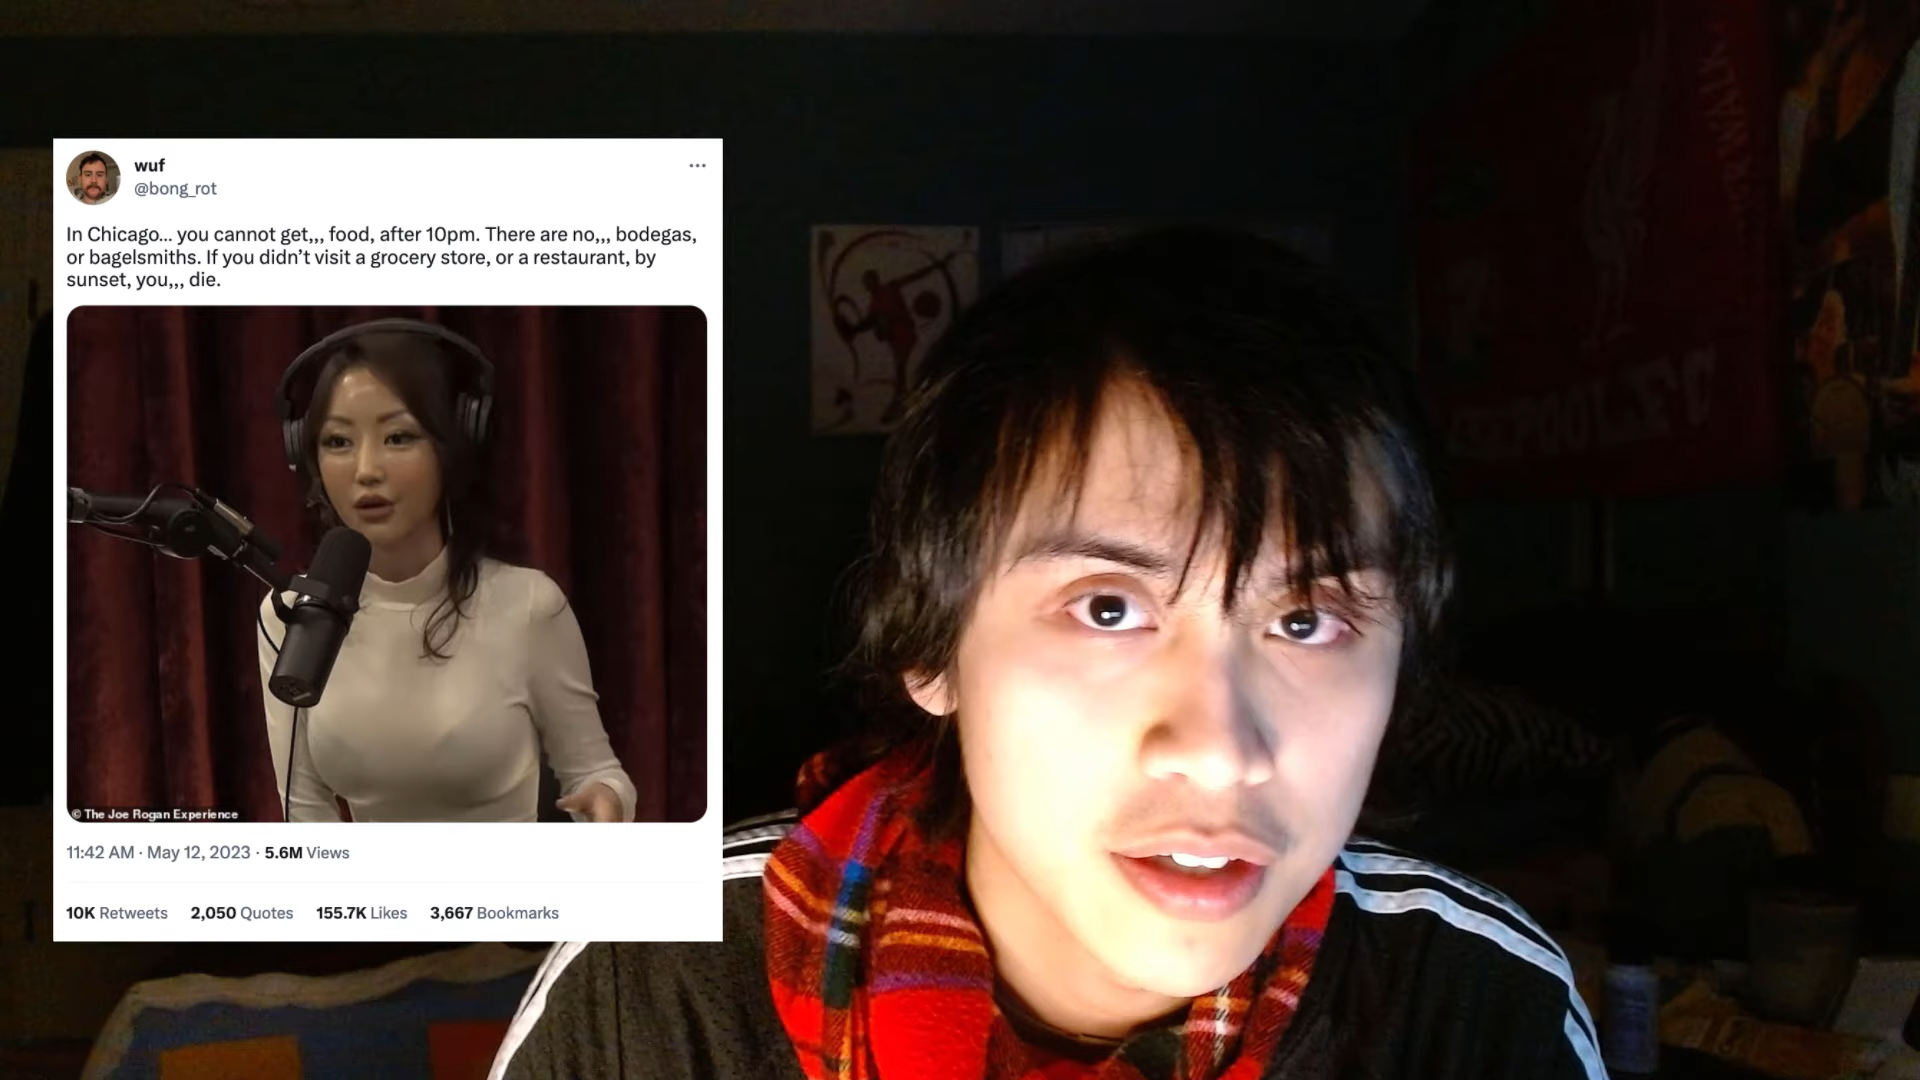 wuf
@bong_rot
In Chicago... you cannot get,,, food, after 10pm. There are no,,, bodegas,
or bagelsmiths. If you didn’t visit a grocery store, or a restaurant, by
sunset, you,,, die.
© The Joe Rogan Experience
11:42 AM · May 12, 2023 · 5.6M Views
10K Retweets 2,050 Quotes 155.7K Likes 3,667 Bookmarks